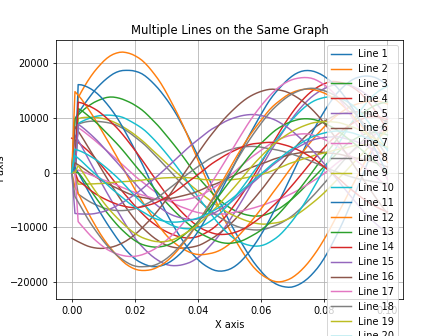 Multiple Lines on the Same Graph
20000
10000
0
−10000
−20000
0.00
0.02
0.04
0.06
X axis
axis
Line 1
Line 2
Line 3
Line 4
Line 5
Line 6
Line 7
Line 8
Line 9
Line 10
Line 11
Line 12
Line 13
Line 14
Line 15
Line 16
Line 17
Line 18
Line 19
Line 20